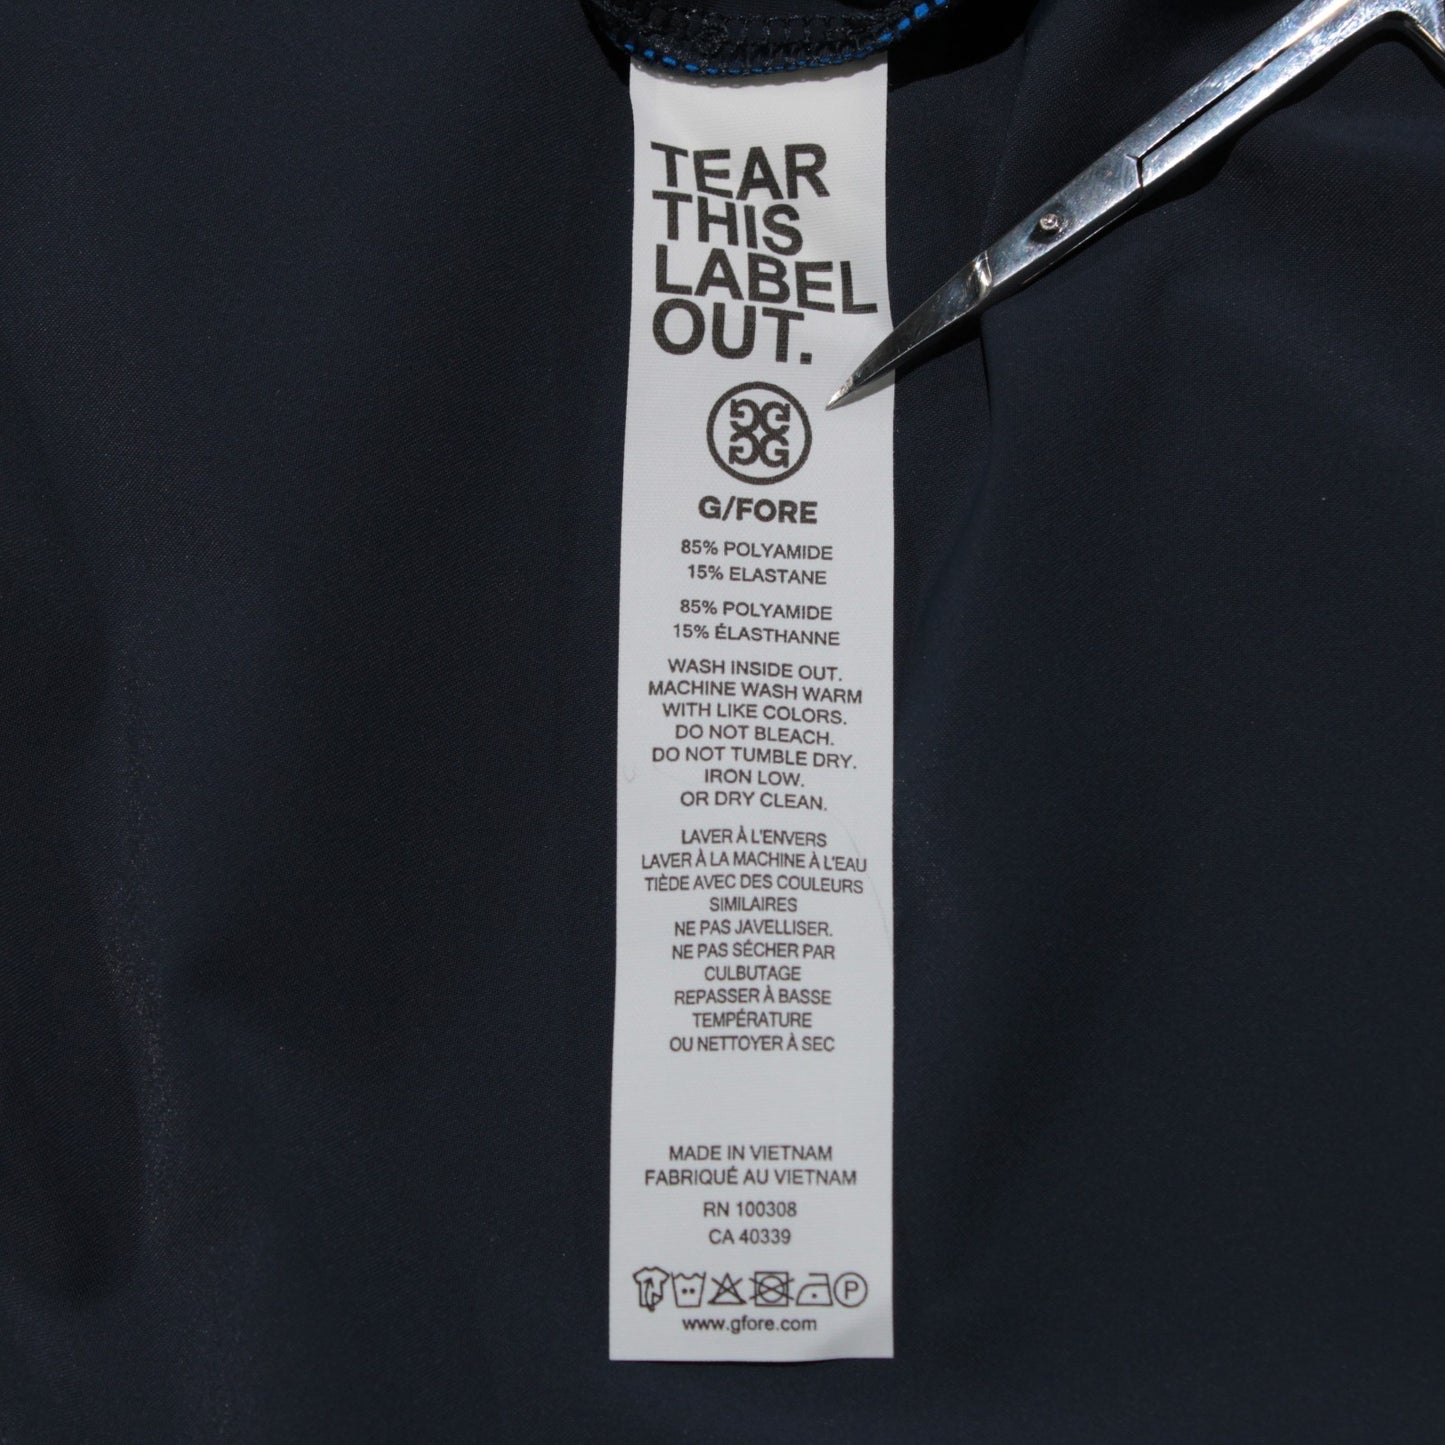 TEAR
THIS
LABEL
OUT.
G/FORE
85% POLYAMIDE
15% ELASTANE
85% POLYAMIDE
15% ÉLASTHANNE
WASH INSIDE OUT.
MACHINE WASH WARM
WITH LIKE COLORS.
DO NOT BLEACH.
DO NOT TUMBLE DRY.
IRON LOW.
OR DRY CLEAN.
LAVER À L'ENVERS
LAVER À LA MACHINE À L'EAU
TIÈDE AVEC DES COULEURS
SIMILAIRES
NE PAS JAVELLISER.
NE PAS SÉCHER PAR
CULBUTAGE
REPASSER À BASSE
TEMPÉRATURE
OU NETTOYER À SEC
MADE IN VIETNAM
FABRIQUÉ AU VIETNAM
RN 100308
CA 40339
P
www.gfore.com